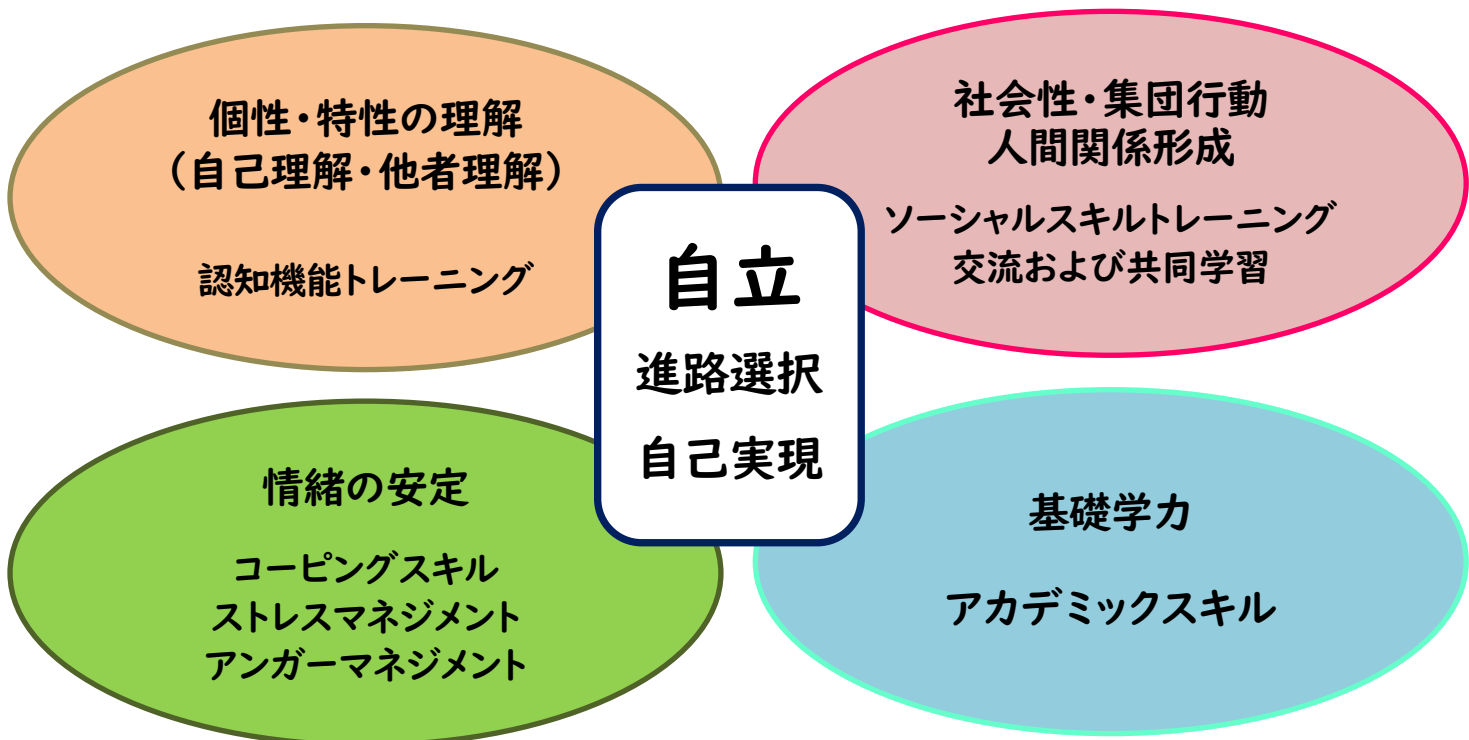 個性・特性の理解
（自己理解・他者理解）
認知機能トレーニング
社会性・集団行動
人間関係形成
ソーシャルスキルトレーニング
交流および共同学習
自立
進路選択
自己実現
情緒の安定
コーピングスキル
ストレスマネジメント
アンガーマネジメント
基礎学力
アカデミックスキル